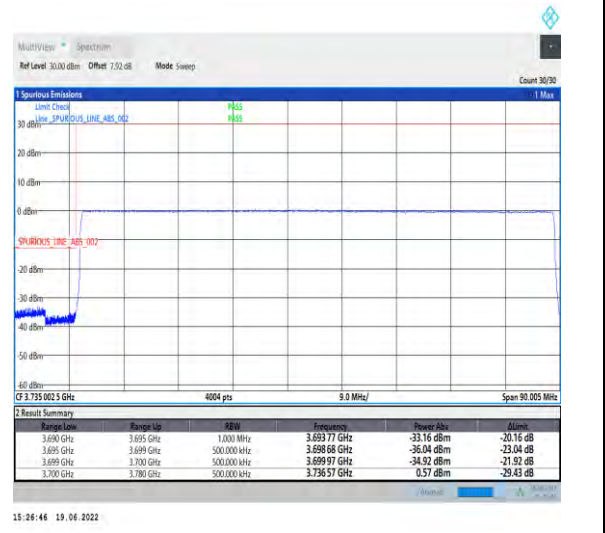 MultiView Spectrum
Ref Level 30.00 dBm Offset 7.92 dB Mode Sweep
Count 30/30
1 Spurious Emissions 1 Max
Limit Check PASS
Line _SPURIOUS_LINE_ABS_002 PASS
30 dBm
20 dBm
10 dBm
0 dBm
_SPURIOUS_LINE_ABS_002
-20 dBm
-30 dBm
-40 dBm
-50 dBm
-60 dBm
CF 3.735 002 5 GHz 4004 pts 9.0 MHz/ Span 90.005 MHz
2 Result Summary
Range Low Range Up RBW Frequency Power Abs ΔLimit
3.690 GHz 3.695 GHz 1.000 MHz 3.693 77 GHz -33.16 dBm -20.16 dB
3.695 GHz 3.699 GHz 500.000 kHz 3.698 68 GHz -36.04 dBm -23.04 dB
3.699 GHz 3.700 GHz 500.000 kHz 3.699 97 GHz -34.92 dBm -21.92 dB
3.700 GHz 3.780 GHz 500.000 kHz 3.736 57 GHz 0.57 dBm -29.43 dB
15:26:46 19.06.2022